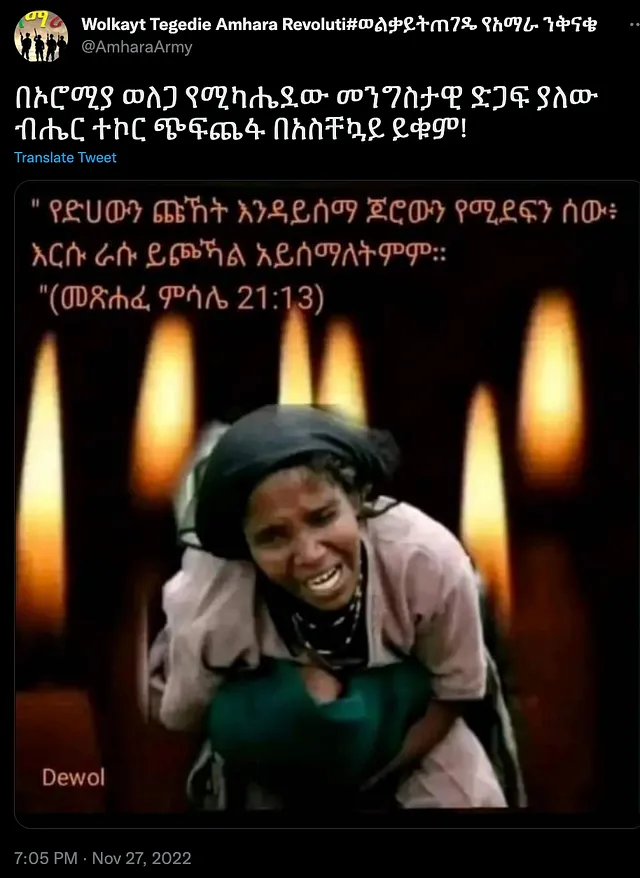 Wolkayt Tegedie Amhara Revoluti#ወልቃይትጠገዴ የአማራ ንቅናቄ
@AmharaArmy
በኦሮሚያ ወለጋ የሚካሔደው መንግስታዊ ድጋፍ ያለው
ብሔር ተኮር ጭፍጨፋ በአስቸኳይ ይቁም!
Translate Tweet
" የድሀውን ጩኸት እንዳይሰማ ጆሮውን የሚደፍን ሰው፥
እርሱ ራሱ ይጮኻል አይሰማለትምም።
"(መጽሐፈ ምሳሌ 21:13)
Dewol
7:05 PM · Nov 27, 2022